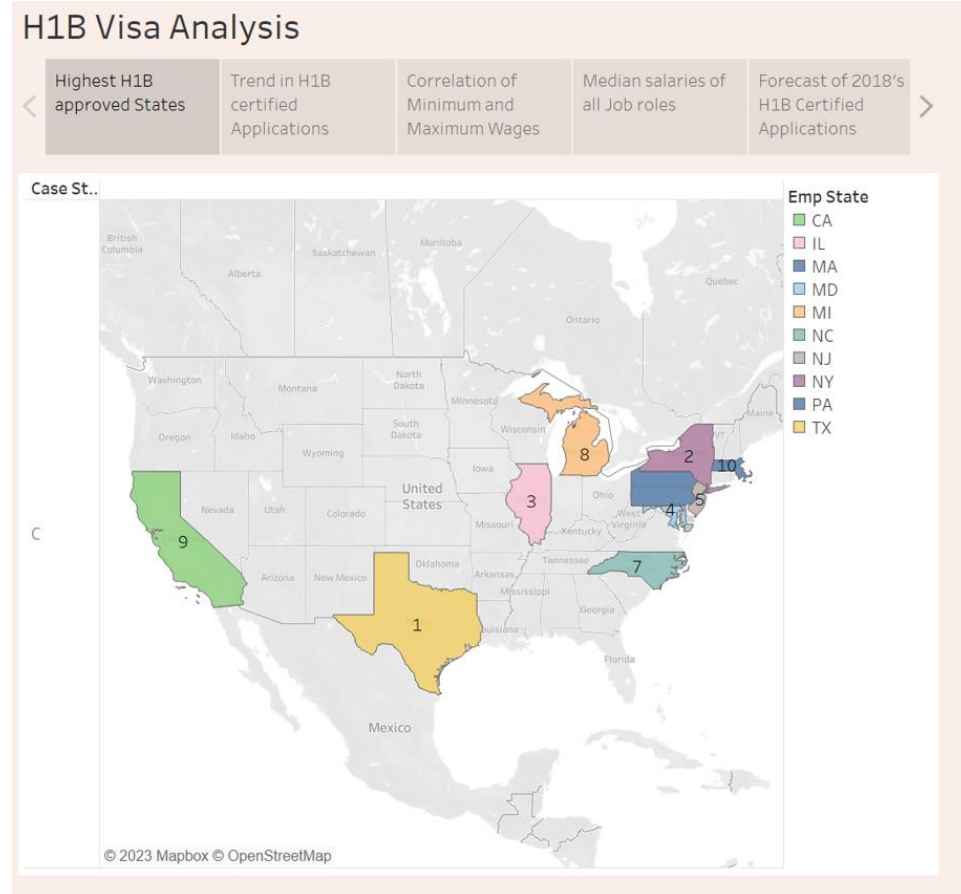 H1B Visa Analysis
Highest H1B
approved States
Trend in H1B
certified
Applications
Correlation of
Minimum and
Maximum Wages
Median salaries of
all Job roles
Forecast of 2018's
H1B Certified
Applications
Case St..
Emp State
CA
IL
MA
MD
MI
NC
NJ
NY
PA
TX
C
British
Columbia
Alberta
Saskatchewan
Manitoba
Ontario
Quebec
Washington
Montana
North
Dakota
Minnesota
Maine
Oregon
Idaho
Wyoming
South
Dakota
Wisconsin
VT
8
2
10
Nevada
Utah
Colorado
United
States
Iowa
3
Ohio
5
4
9
Missouri
Kentucky
West
Virginia
Arizona
New Mexico
Oklahoma
Arkansas
Tennessee
7
1
Mississippi
Georgia
ouisiana
Florida
Mexico
© 2023 Mapbox © OpenStreetMap